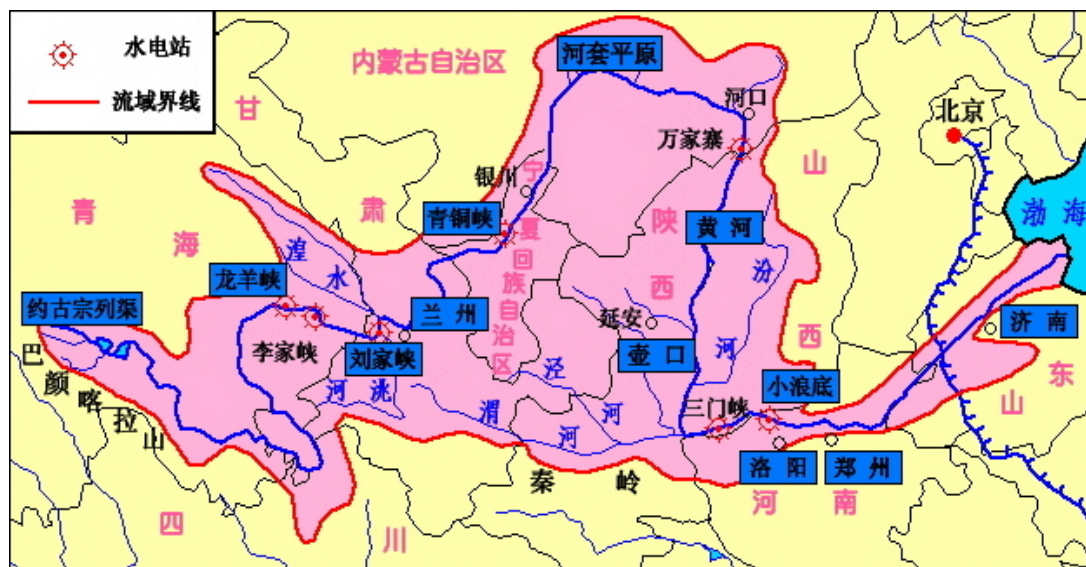 水电站
流域界线
内蒙古自治区
河套平原
甘
肃
河口
北京
万家寨
山
西
银川
宁
夏
回
族
自
治
区
青
海
青铜峡
陕
西
黄 河
汾
河
渤 海
湟
水
龙羊峡
约古宗列渠
兰 州
李家峡
刘家峡
延安
壶 口
济 南
巴
颜
喀
拉
山
河 洮
渭
河
泾
河
小浪底
三门峡
山 东
洛 阳
郑 州
秦 岭
河 南
四 川